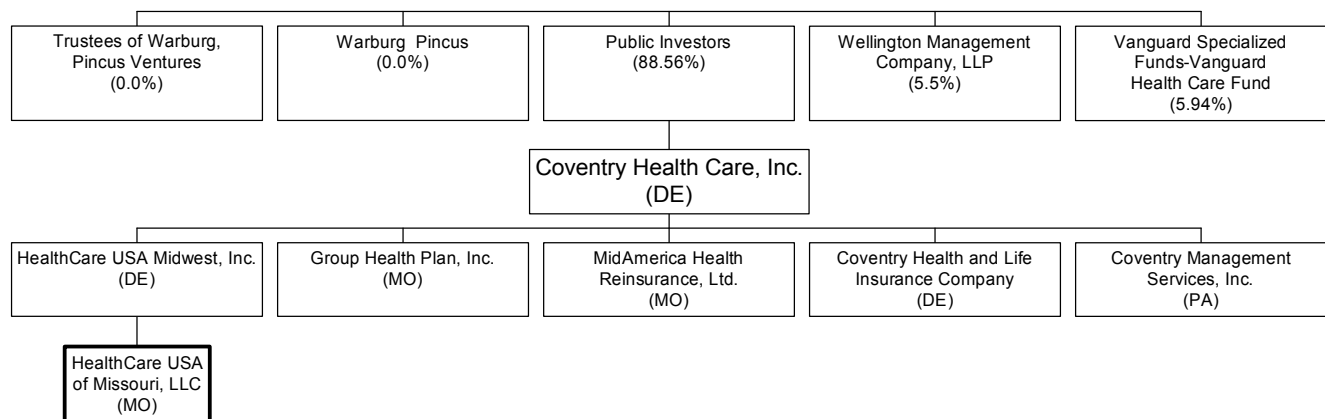 Trustees of Warburg,
Pincus Ventures
(0.0%)
Warburg Pincus
(0.0%)
Public Investors
(88.56%)
Wellington Management
Company, LLP
(5.5%)
Vanguard Specialized
Funds-Vanguard
Health Care Fund
(5.94%)
Coventry Health Care, Inc.
(DE)
HealthCare USA Midwest, Inc.
(DE)
Group Health Plan, Inc.
(MO)
MidAmerica Health
Reinsurance, Ltd.
(MO)
Coventry Health and Life
Insurance Company
(DE)
Coventry Management
Services, Inc.
(PA)
HealthCare USA
of Missouri, LLC
(MO)